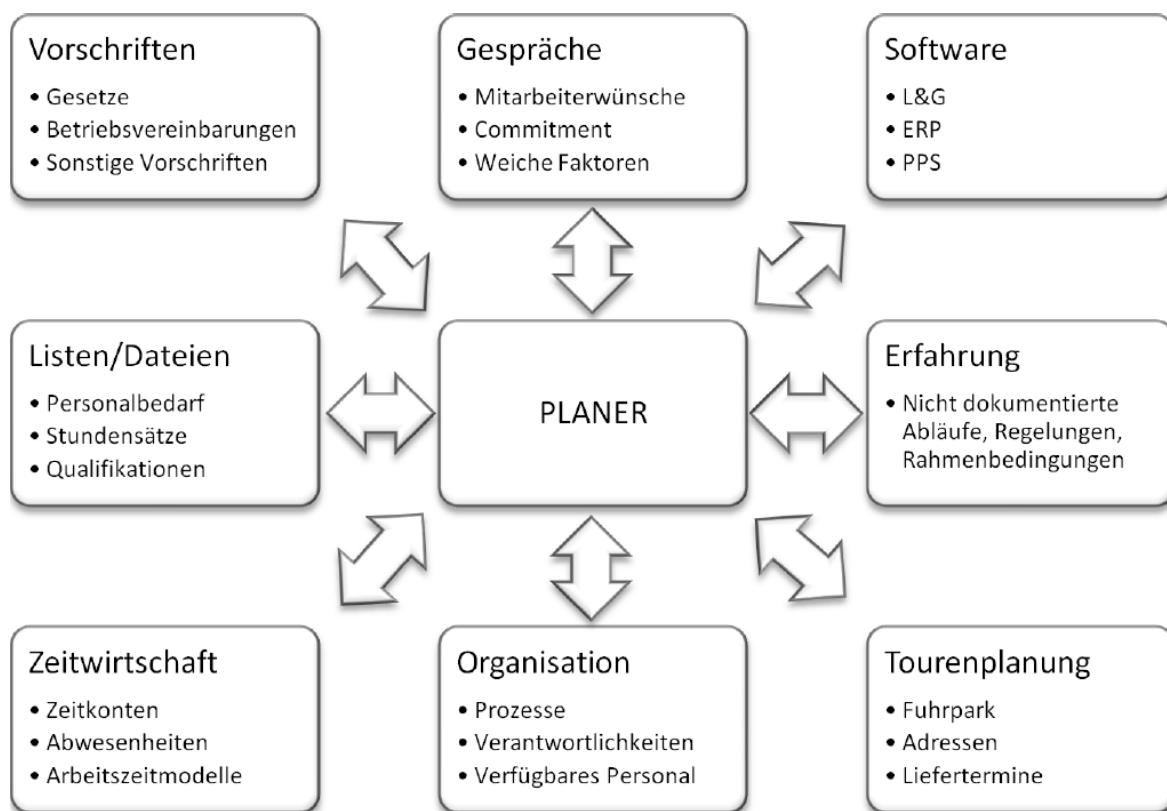 Vorschriften
• Gesetze
• Betriebsvereinbarungen
• Sonstige Vorschriften
Gespräche
• Mitarbeiterwünsche
• Commitment
• Weiche Faktoren
Software
• L&G
• ERP
• PPS
Listen/Dateien
• Personalbedarf
• Stundensätze
• Qualifikationen
PLANER
Erfahrung
• Nicht dokumentierte
Abläufe, Regelungen,
Rahmenbedingungen
Zeitwirtschaft
• Zeitkonten
• Abwesenheiten
• Arbeitszeitmodelle
Organisation
• Prozesse
• Verantwortlichkeiten
• Verfügbares Personal
Tourenplanung
• Fuhrpark
• Adressen
• Liefertermine